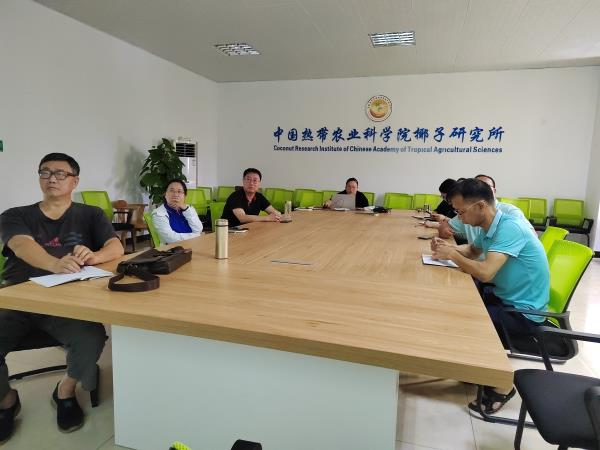 中国热带农业科学院椰子研究所
Coconut Research Institute of Chinese Academy of Tropical Agricultural Sciences